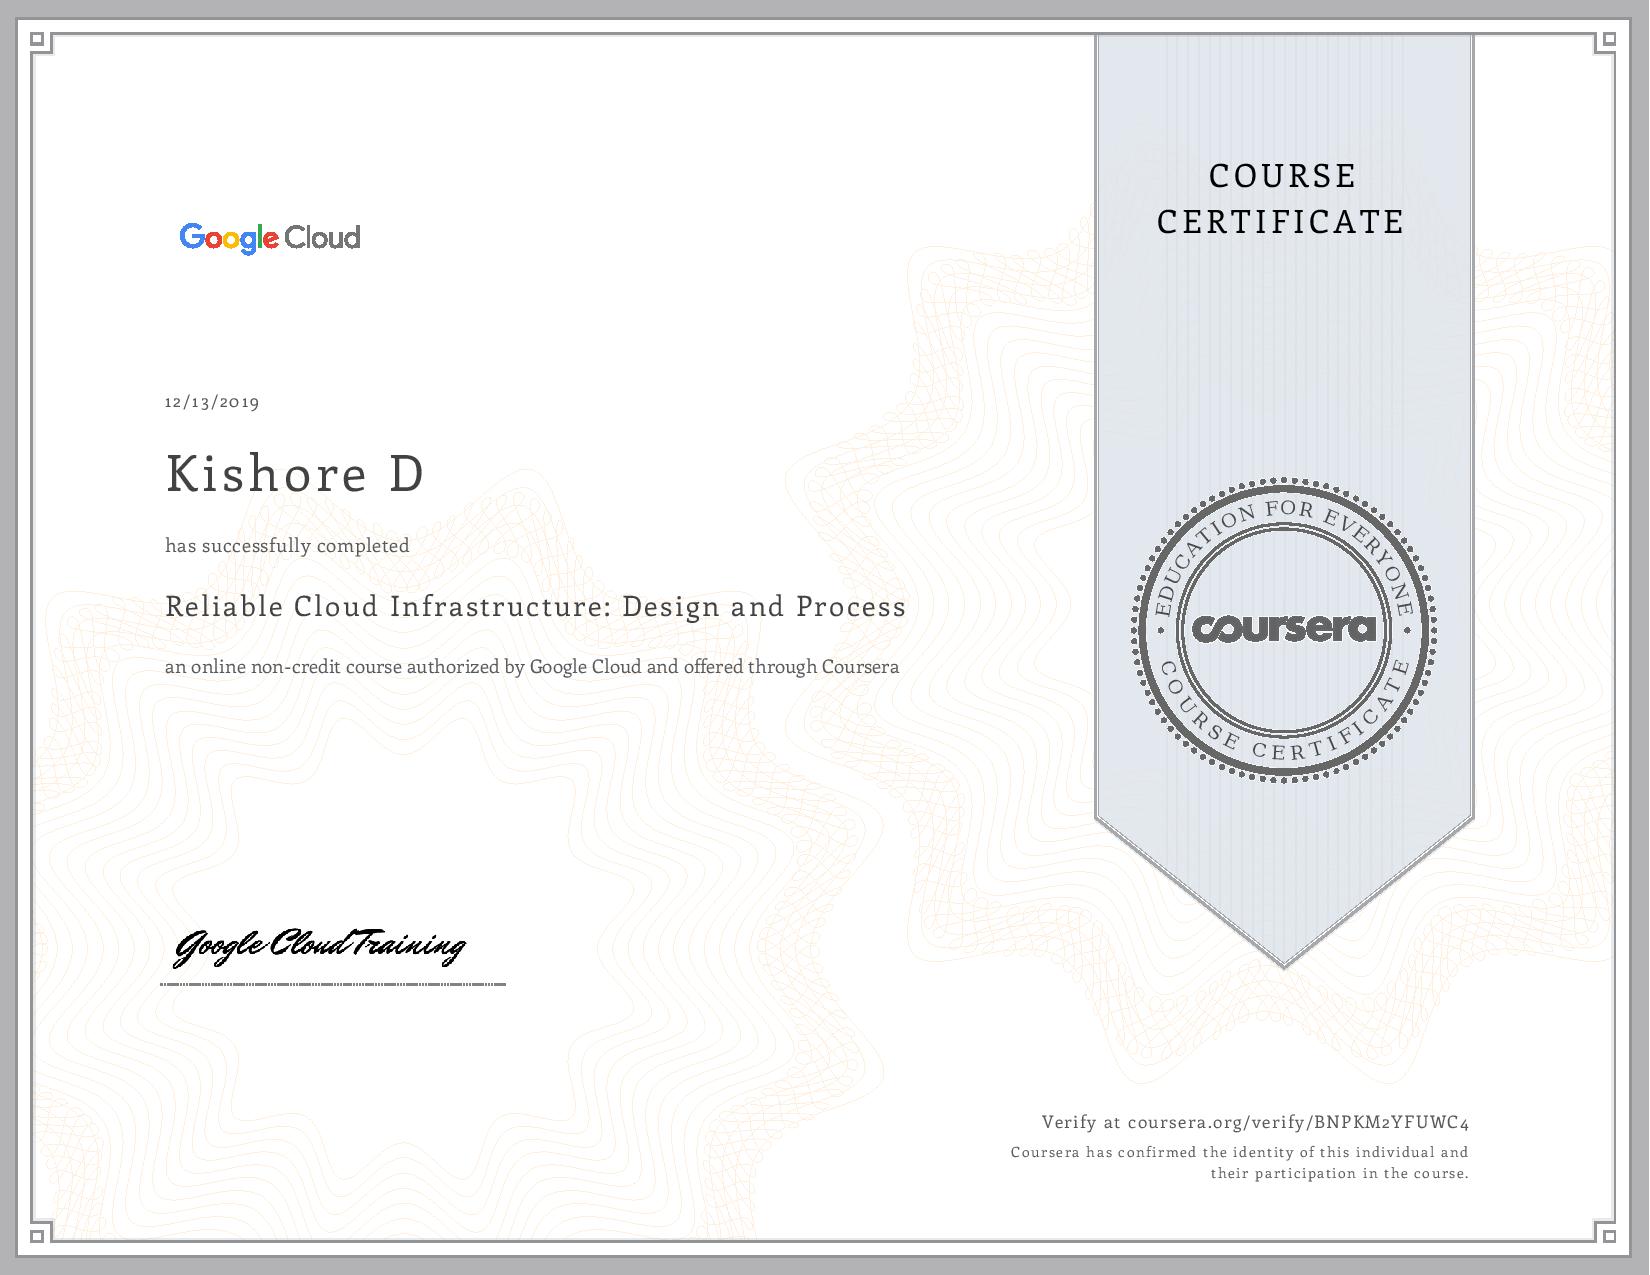 Google Cloud
12/13/2019
Kishore D
has successfully completed
Reliable Cloud Infrastructure: Design and Process
an online non-credit course authorized by Google Cloud and offered through Coursera
Google Cloud Training
COURSE
CERTIFICATE
EDUCATION FOR EVERYONE
coursera
COURSE CERTIFICATE
Verify at coursera.org/verify/BNPKM2YFUWC4
Coursera has confirmed the identity of this individual and
their participation in the course.